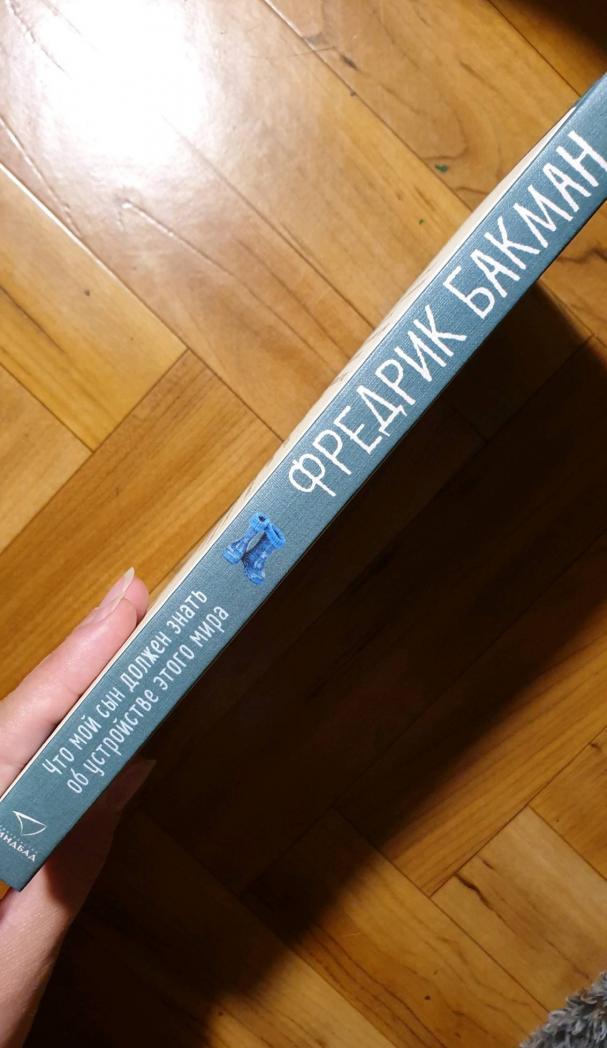 ФРЕДРИК БАКМАН
что мой сын должен знать
об устройстве этого мира